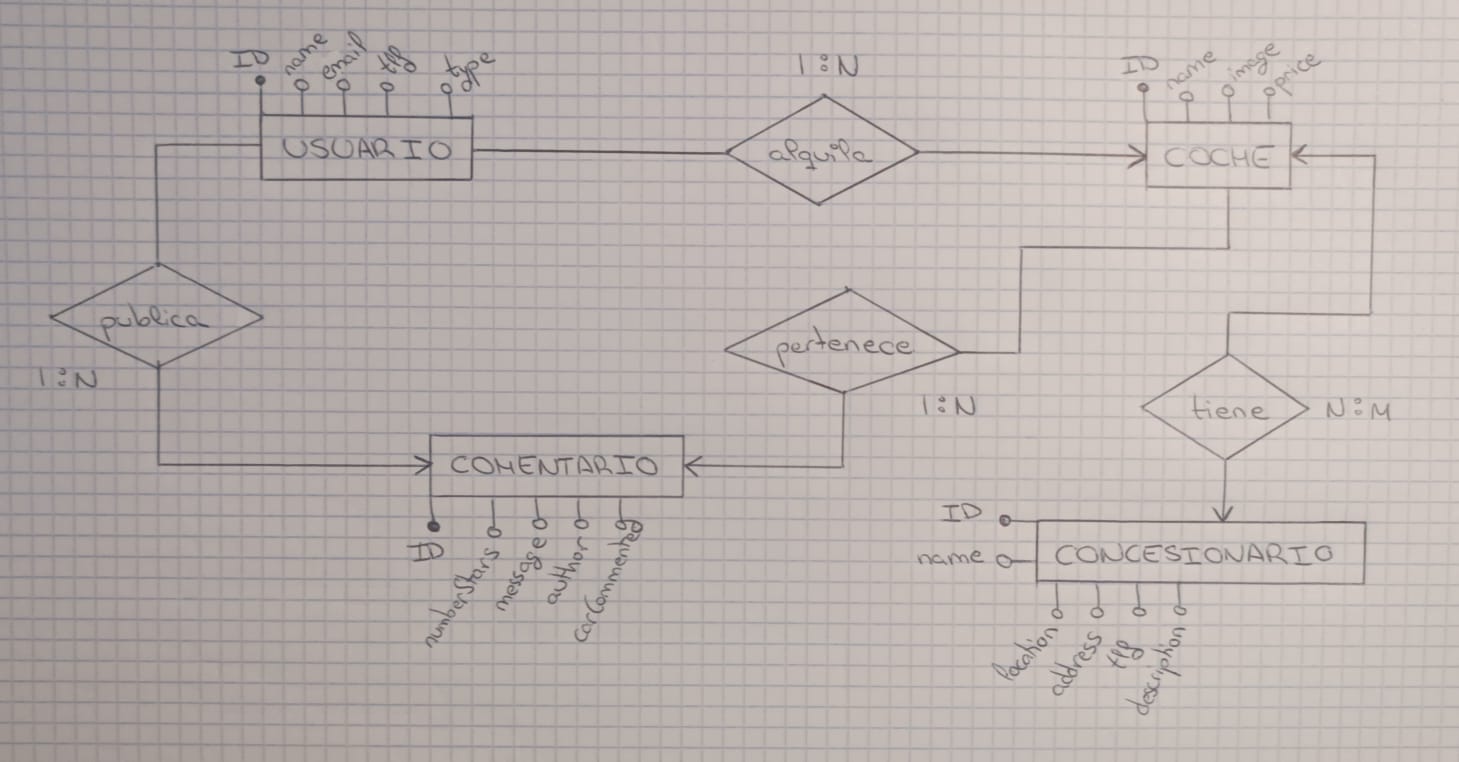 ID name email tlf type
USUARIO
1:N
alquila
ID name image price
COCHE
publica
1:N
pertenece
1:N
tiene N:M
COMENTARIO
ID numberStars message author carCommented
ID
name
CONCESIONARIO
location address tlf description